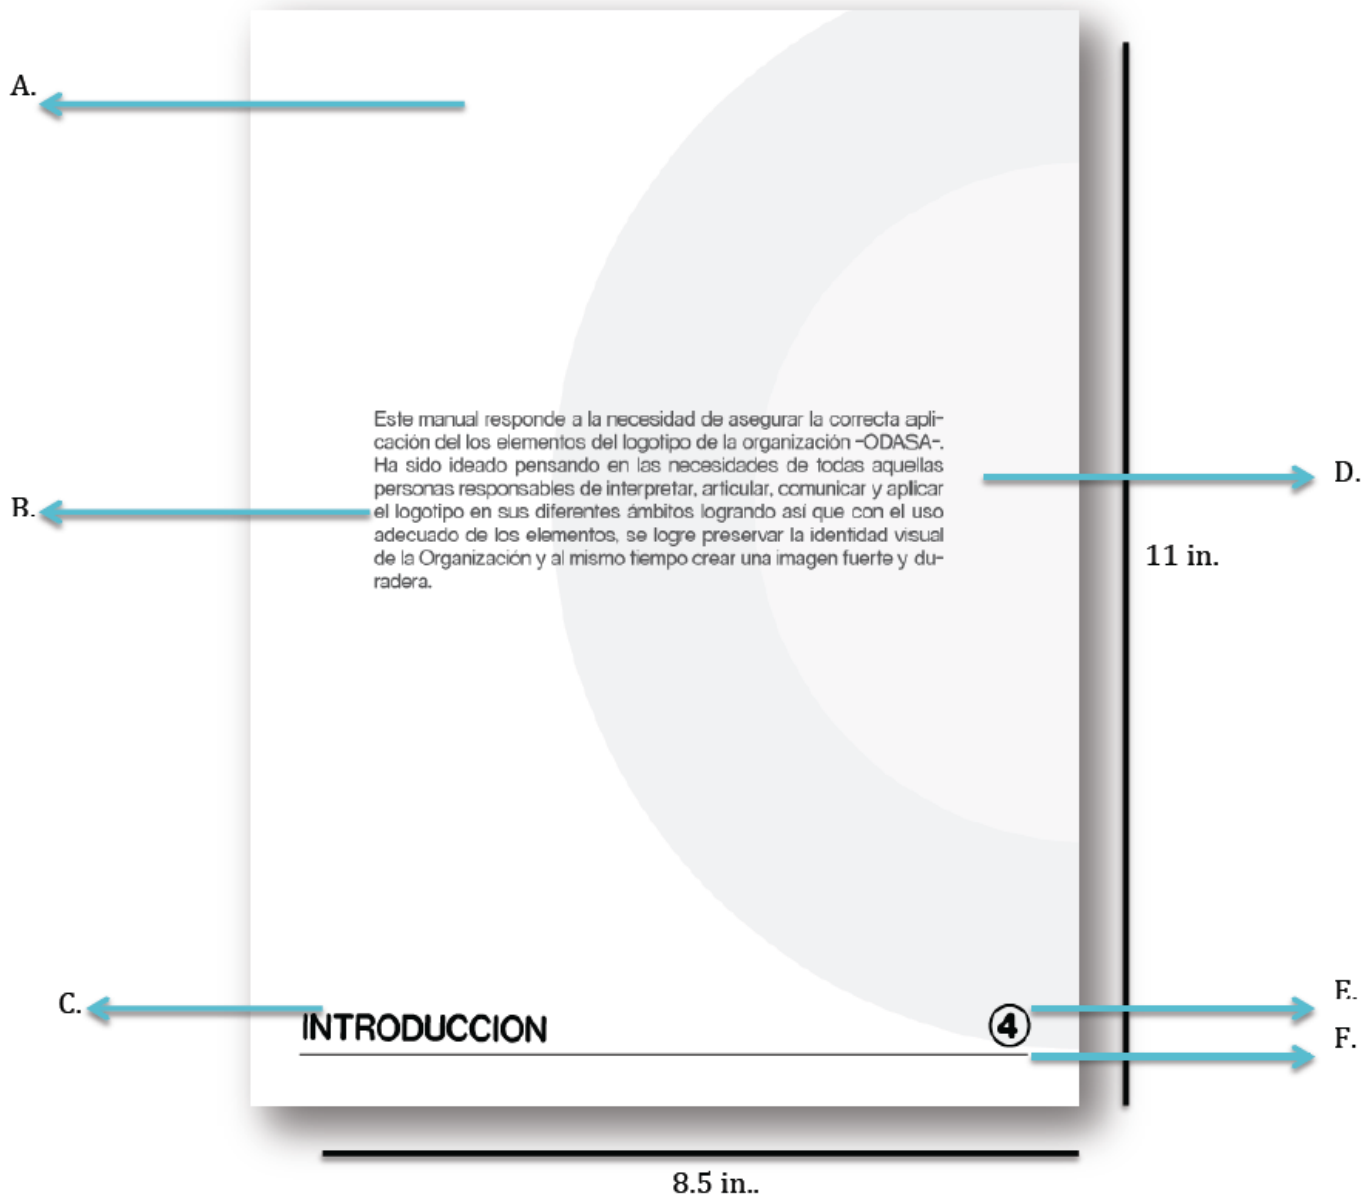 A.
Este manual responde a la necesidad de asegurar la correcta apli-
cación del los elementos del logotipo de la organización -ODASA-.
Ha sido ideado pensando en las necesidades de todas aquellas
personas responsables de interpretar, articular, comunicar y aplicar
el logotipo en sus diferentes ámbitos logrando así que con el uso
adecuado de los elementos, se logre preservar la identidad visual
de la Organización y al mismo tiempo crear una imagen fuerte y du-
radera.
B.
D.
11 in.
C.
INTRODUCCION
4
E.
F.
8.5 in..